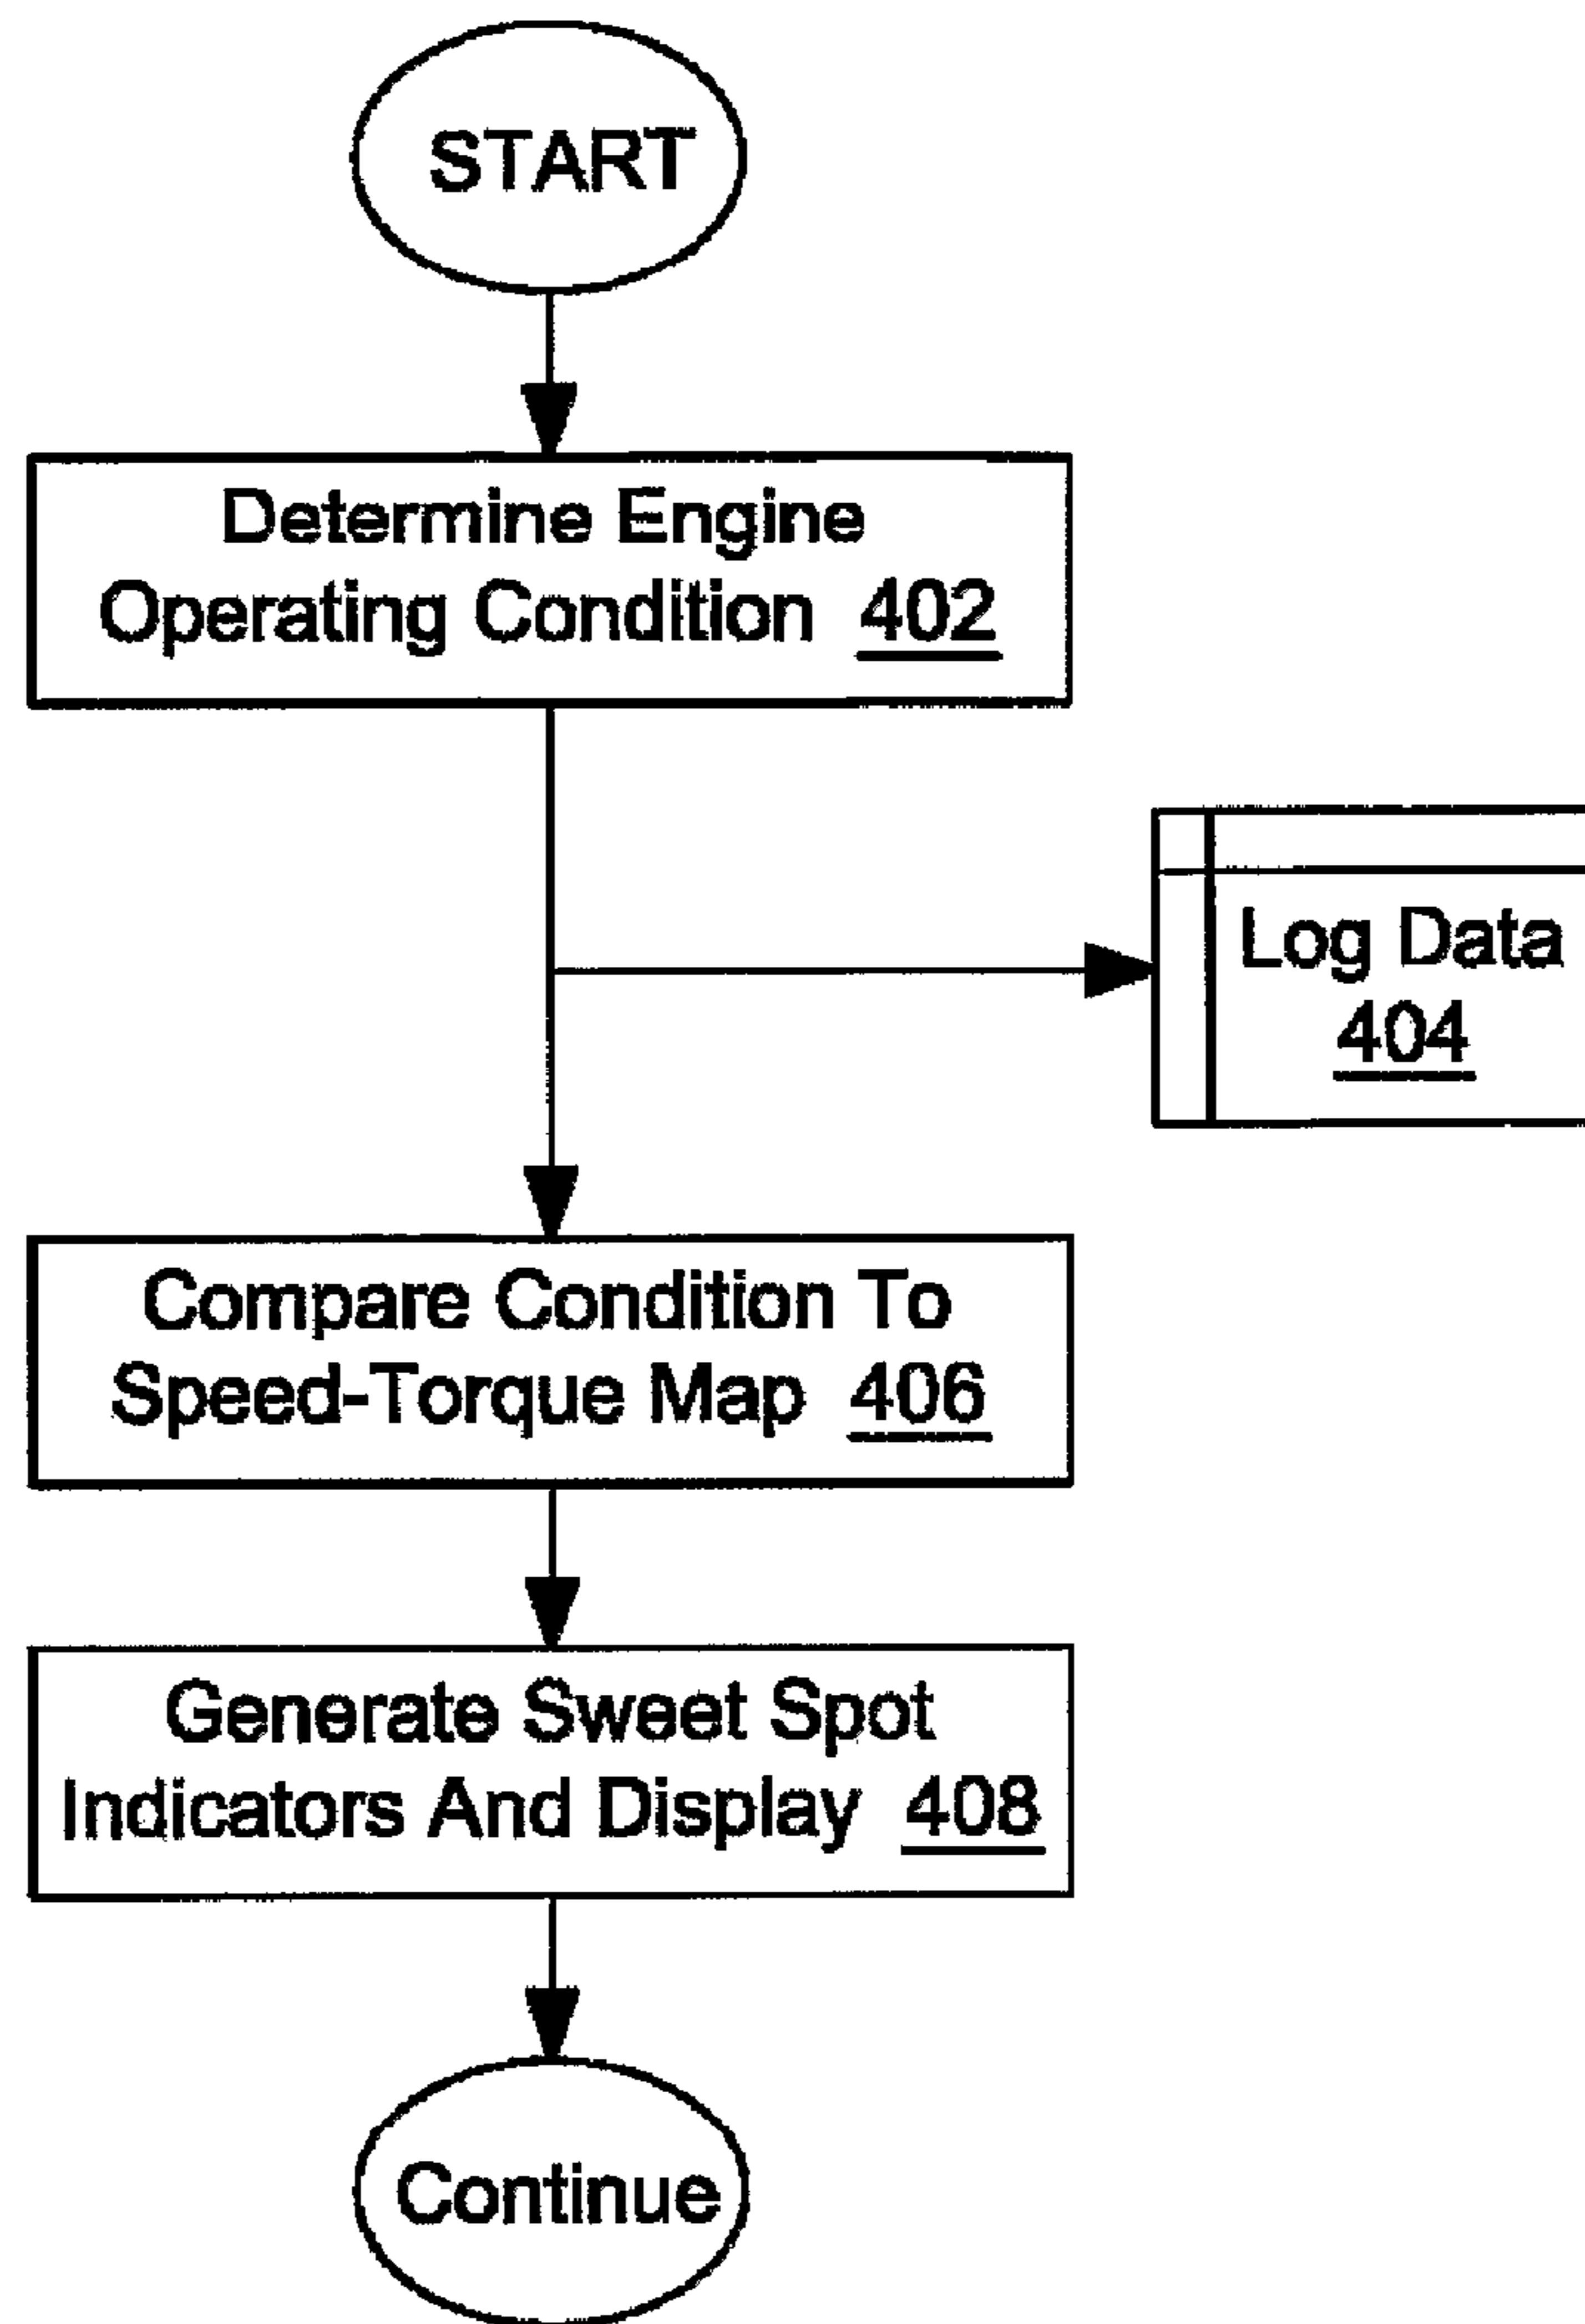 START
Determine Engine
Operating Condition 402
Log Data
404
Compare Condition To
Speed-Torque Map 406
Generate Sweet Spot
Indicators And Display 408
Continue